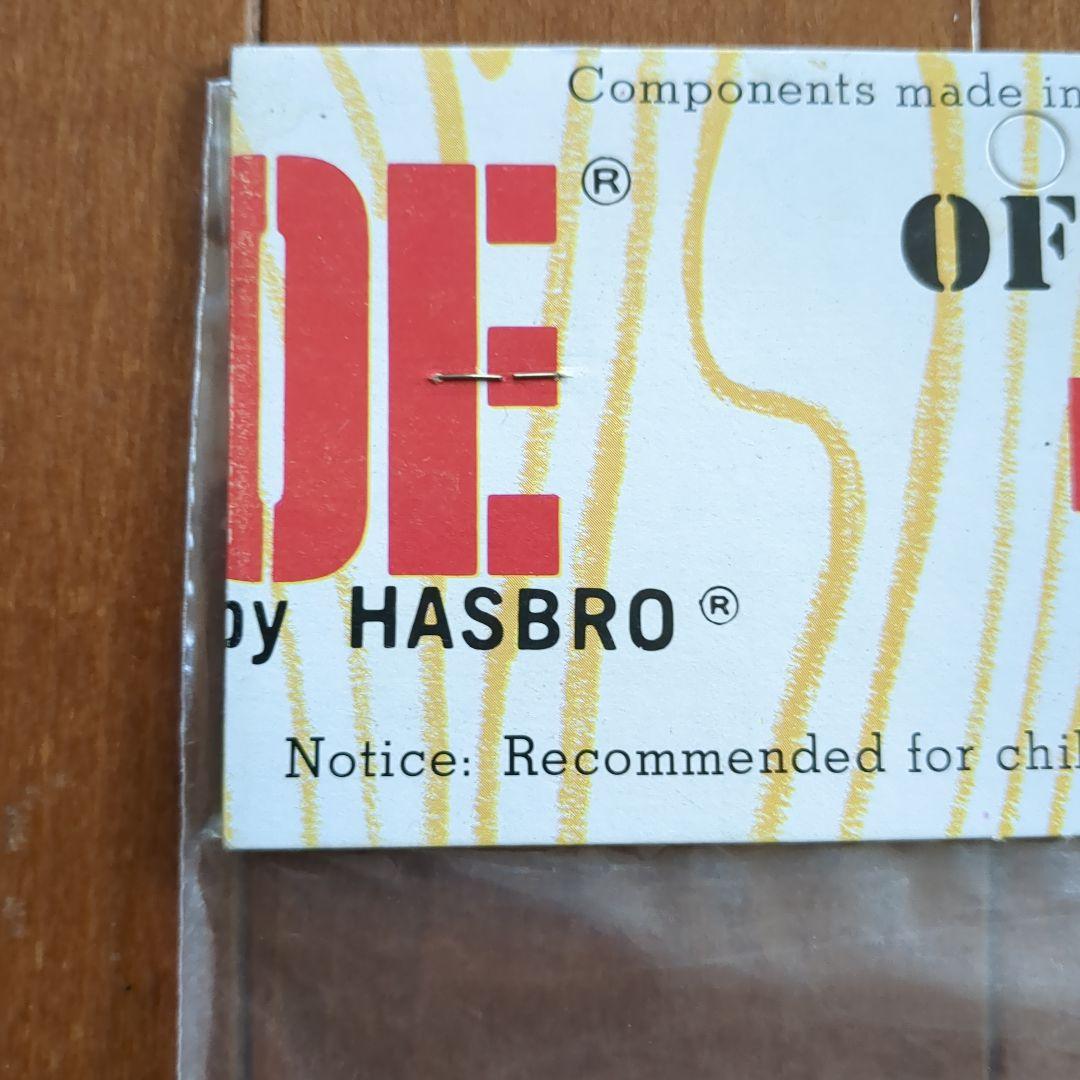 Components made in
DE®
OF
by HASBRO®
Notice: Recommended for chil